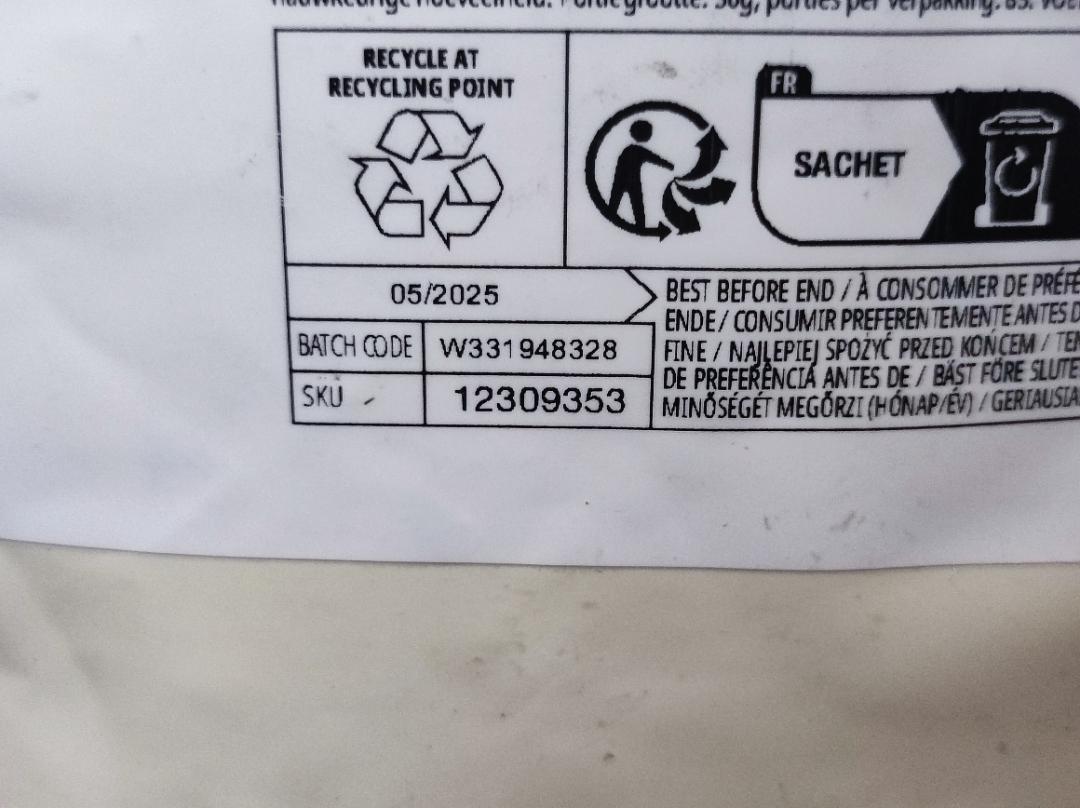 RECYCLE AT
RECYCLING POINT
FR
SACHET
05/2025
BEST BEFORE END / À CONSOMMER DE PRÉFÉ
ENDE / CONSUMIR PREFERENTEMENTE ANTES D
BATCH CODE W331948328
FINE / NAJLEPIEJ SPOŻYĆ PRZED KOŃCEM / TER
DE PREFERÊNCIA ANTES DE / BÄST FÖRE SLUTE
SKU 12309353
MINŐSÉGÉT MEGŐRZI (HÓNAP/ÉV) / GERIAUSIA